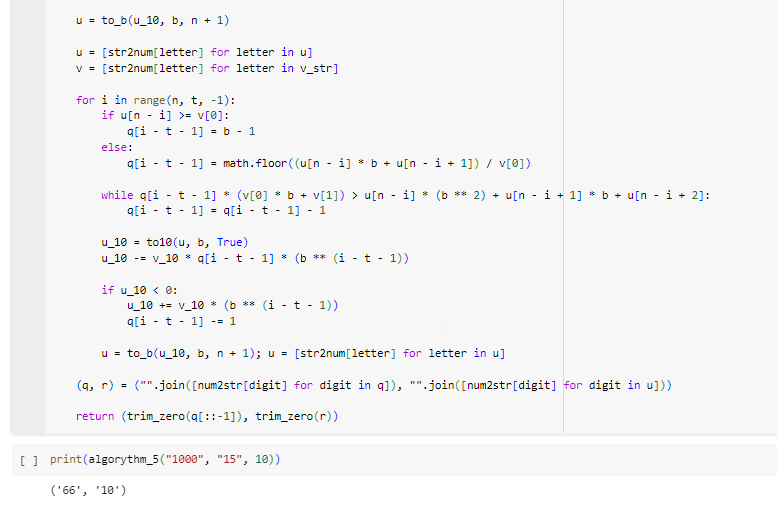 u = to_b(u_10, b, n + 1)
u = [str2num[letter] for letter in u]
v = [str2num[letter] for letter in v_str]
for i in range(n, t, -1):
if u[n - i] >= v[0]:
q[i - t - 1] = b - 1
else:
q[i - t - 1] = math.floor((u[n - i] * b + u[n - i + 1]) / v[0])
while q[i - t - 1] * (v[0] * b + v[1]) > u[n - i] * (b ** 2) + u[n - i + 1] * b + u[n - i + 2]:
q[i - t - 1] = q[i - t - 1] - 1
u_10 = to10(u, b, True)
u_10 -= v_10 * q[i - t - 1] * (b ** (i - t - 1))
if u_10 < 0:
u_10 += v_10 * (b ** (i - t - 1))
q[i - t - 1] -= 1
u = to_b(u_10, b, n + 1); u = [str2num[letter] for letter in u]
(q, r) = ("".join([num2str[digit] for digit in q]), "".join([num2str[digit] for digit in u]))
return (trim_zero(q[::-1]), trim_zero(r))
[ ] print(algorythm_5("1000", "15", 10))
('66', '10')